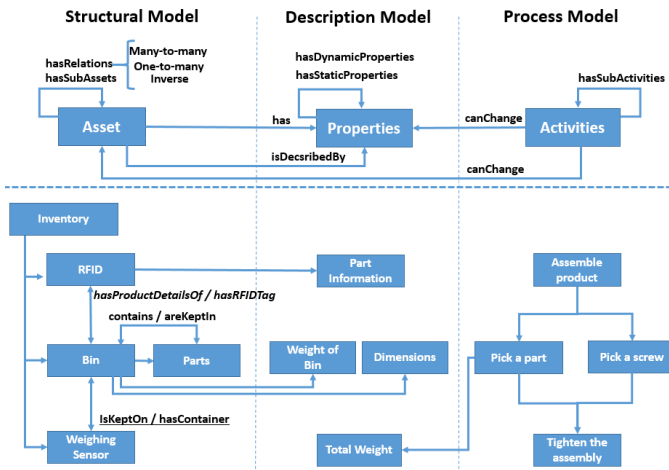 Structural Model
Description Model
Process Model
Many-to-many
hasRelations
One-to-many
hasSubAssets
Inverse
hasDynamicProperties
hasStaticProperties
hasSubActivities
Asset
has
Properties
canChange
Activities
isDecsribedBy
canChange
Inventory
RFID
Part
Information
Assemble
product
hasProductDetailsOf / hasRFIDTag
contains / areKeptIn
Bin
Parts
Weight of
Bin
Dimensions
Pick a part
Pick a screw
IsKeptOn / hasContainer
Weighing
Sensor
Total Weight
Tighten the
assembly